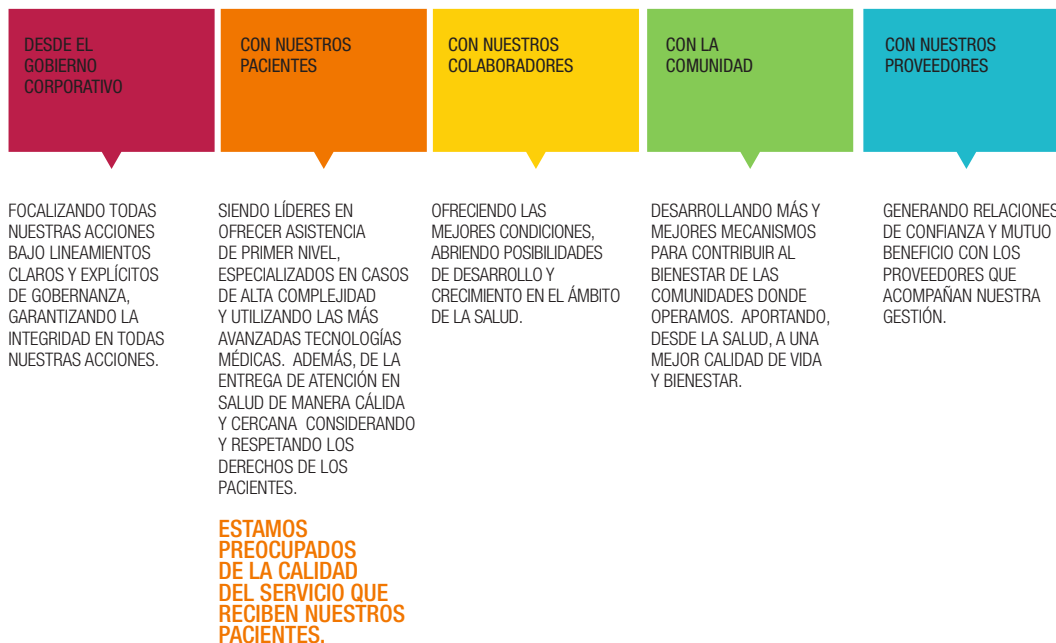 DESDE EL
GOBIERNO
CORPORATIVO
FOCALIZANDO TODAS
NUESTRAS ACCIONES
BAJO LINEAMIENTOS
CLAROS Y EXPLÍCITOS
DE GOBERNANZA,
GARANTIZANDO LA
INTEGRIDAD EN TODAS
NUESTRAS ACCIONES.
CON NUESTROS
PACIENTES
SIENDO LÍDERES EN
OFRECER ASISTENCIA
DE PRIMER NIVEL,
ESPECIALIZADOS EN CASOS
DE ALTA COMPLEJIDAD
Y UTILIZANDO LAS MÁS
AVANZADAS TECNOLOGÍAS
MÉDICAS. ADEMÁS, DE LA
ENTREGA DE ATENCIÓN EN
SALUD DE MANERA CÁLIDA
Y CERCANA CONSIDERANDO
Y RESPETANDO LOS
DERECHOS DE LOS
PACIENTES.
ESTAMOS
PREOCUPADOS
DE LA CALIDAD
DEL SERVICIO QUE
RECIBEN NUESTROS
PACIENTES.
CON NUESTROS
COLABORADORES
OFRECIENDO LAS
MEJORES CONDICIONES,
ABRIENDO POSIBILIDADES
DE DESARROLLO Y
CRECIMIENTO EN EL ÁMBITO
DE LA SALUD.
CON LA
COMUNIDAD
DESARROLLANDO MÁS Y
MEJORES MECANISMOS
PARA CONTRIBUIR AL
BIENESTAR DE LAS
COMUNIDADES DONDE
OPERAMOS. APORTANDO,
DESDE LA SALUD, A UNA
MEJOR CALIDAD DE VIDA
Y BIENESTAR.
CON NUESTROS
PROVEEDORES
GENERANDO RELACIONES
DE CONFIANZA Y MUTUO
BENEFICIO CON LOS
PROVEEDORES QUE
ACOMPAÑAN NUESTRA
GESTIÓN.